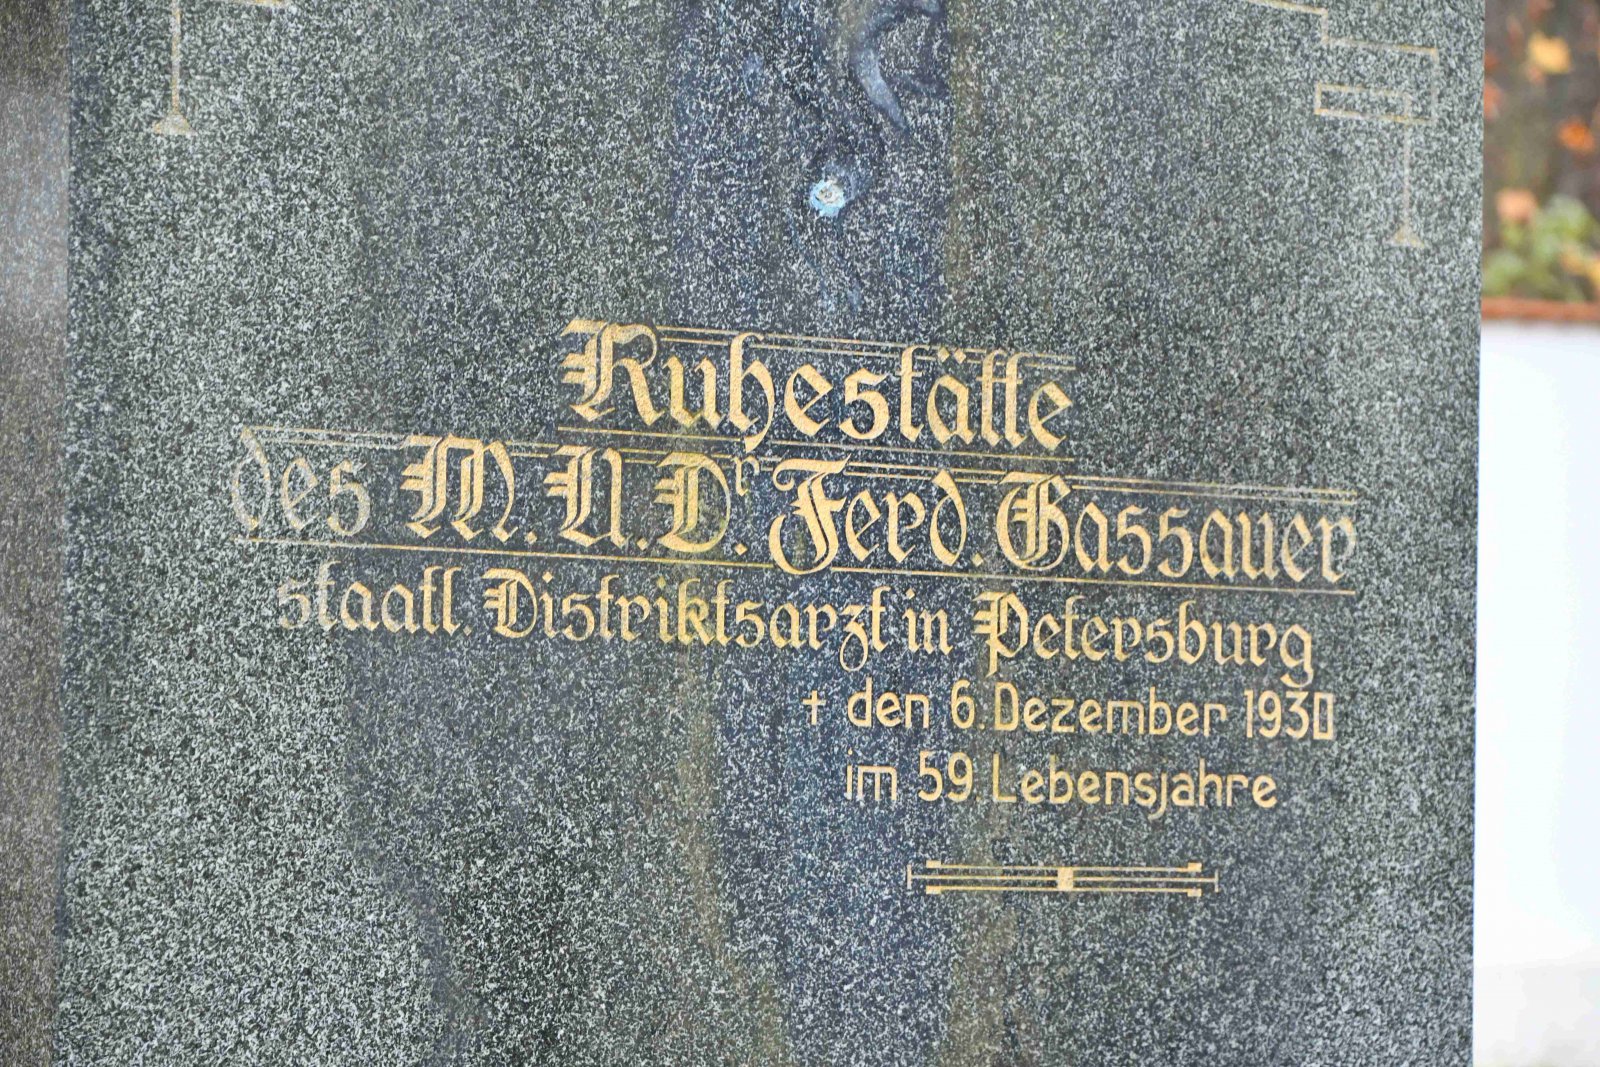 Ruhestätte
des M. U. Dr. Ferd. Gassauer
staatl. Distriktsarzt in Petersburg
+ den 6. Dezember 1930
im 59. Lebensjahre